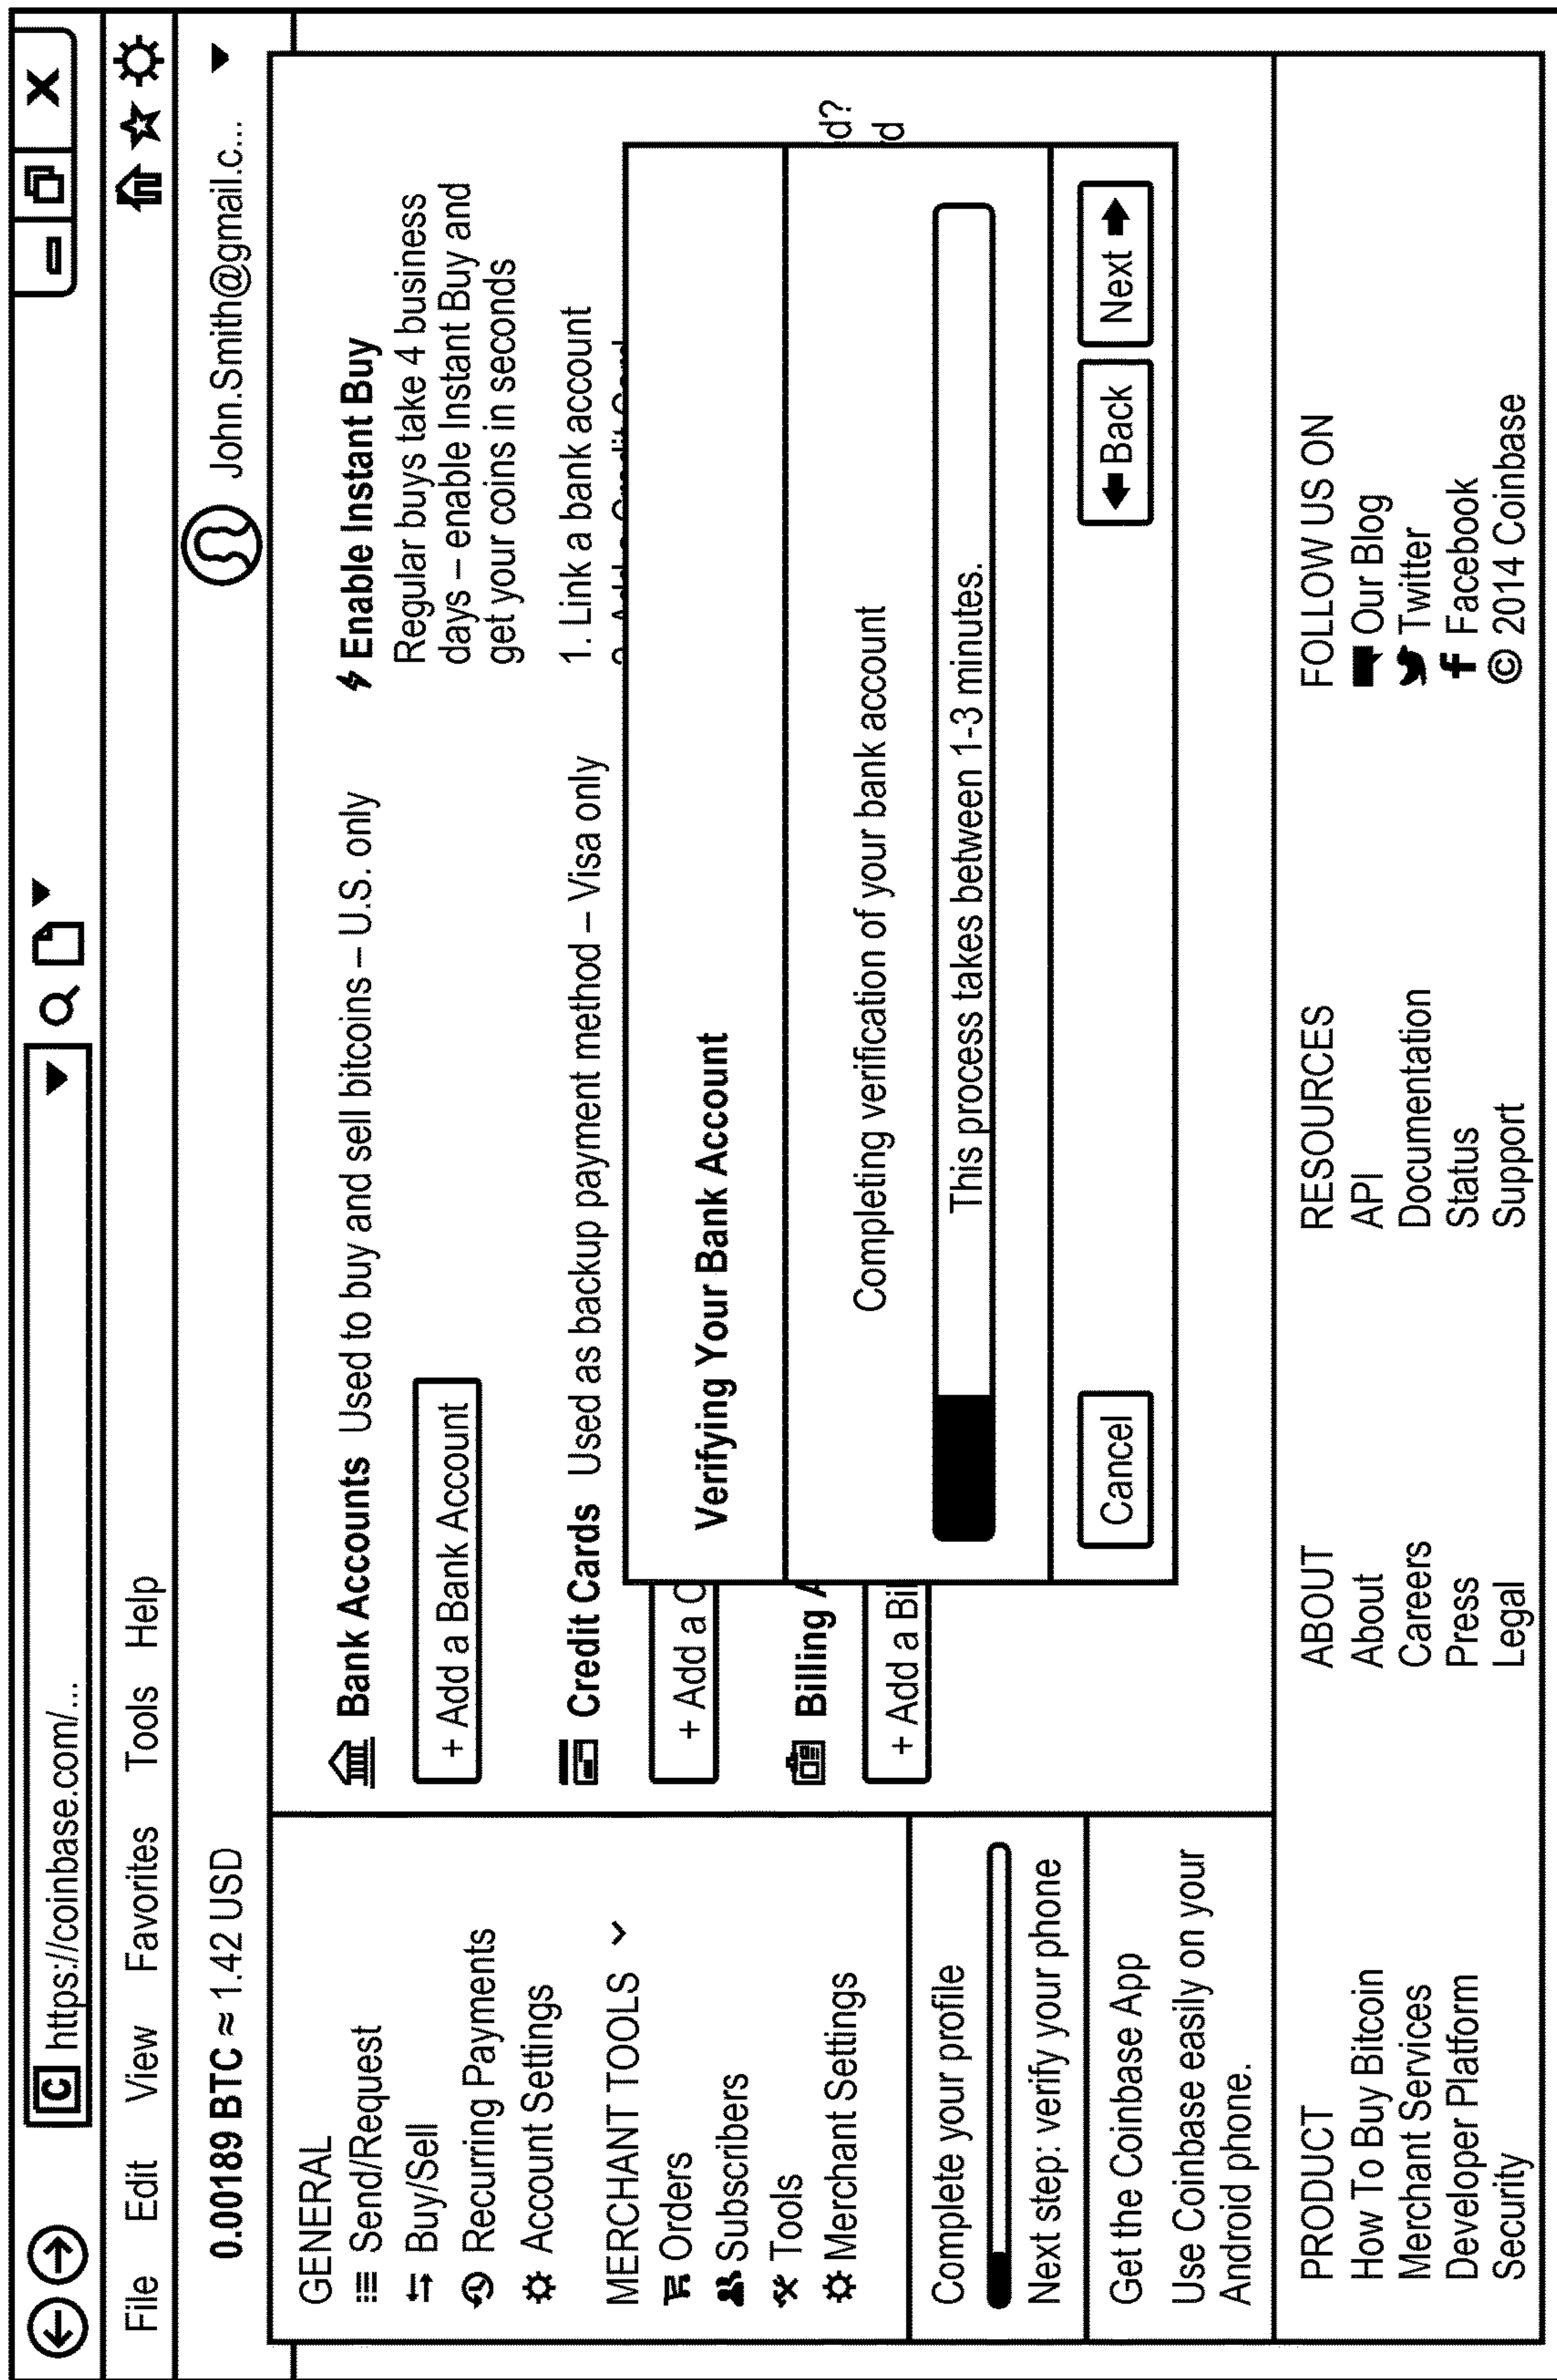 C https://coinbase.com/...
X
File Edit View Favorites Tools Help
0.00189 BTC ≈ 1.42 USD
John.Smith@gmail.c...
GENERAL
Send/Request
Buy/Sell
Recurring Payments
Account Settings
MERCHANT TOOLS
Orders
Subscribers
Tools
Merchant Settings
Complete your profile
Next step: verify your phone
Get the Coinbase App
Use Coinbase easily on your
Android phone.
Bank Accounts Used to buy and sell bitcoins – U.S. only
+ Add a Bank Account
Credit Cards Used as backup payment method – Visa only
+ Add a C
Billing A
+ Add a Bi
Enable Instant Buy
Regular buys take 4 business
days – enable Instant Buy and
get your coins in seconds
1. Link a bank account
d?
d
Verifying Your Bank Account
Completing verification of your bank account
This process takes between 1-3 minutes.
Cancel
Back
Next
PRODUCT
How To Buy Bitcoin
Merchant Services
Developer Platform
Security
ABOUT
About
Careers
Press
Legal
RESOURCES
API
Documentation
Status
Support
FOLLOW US ON
Our Blog
Twitter
f Facebook
© 2014 Coinbase